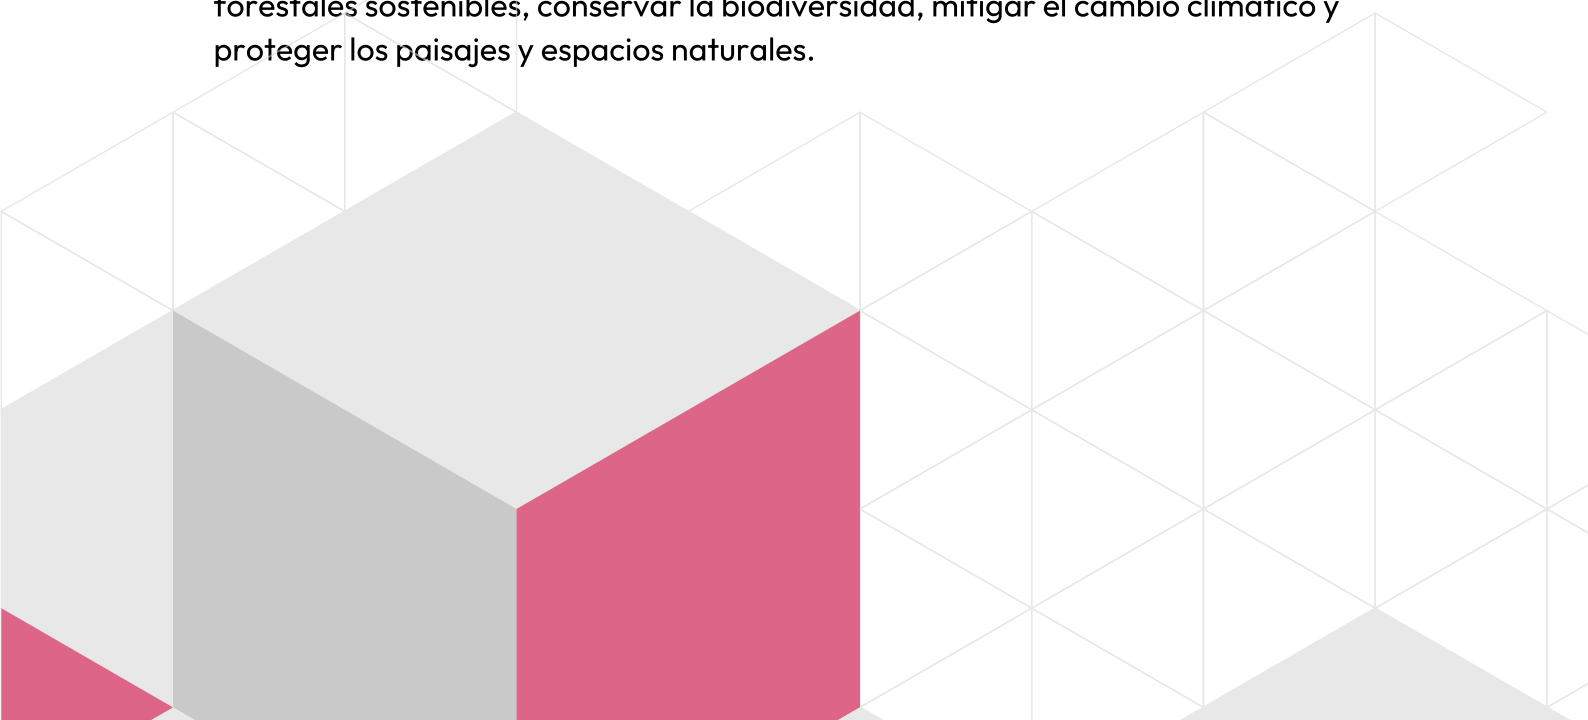 forestales sostenibles, conservar la biodiversidad, mitigar el cambio climático y
proteger los paisajes y espacios naturales.